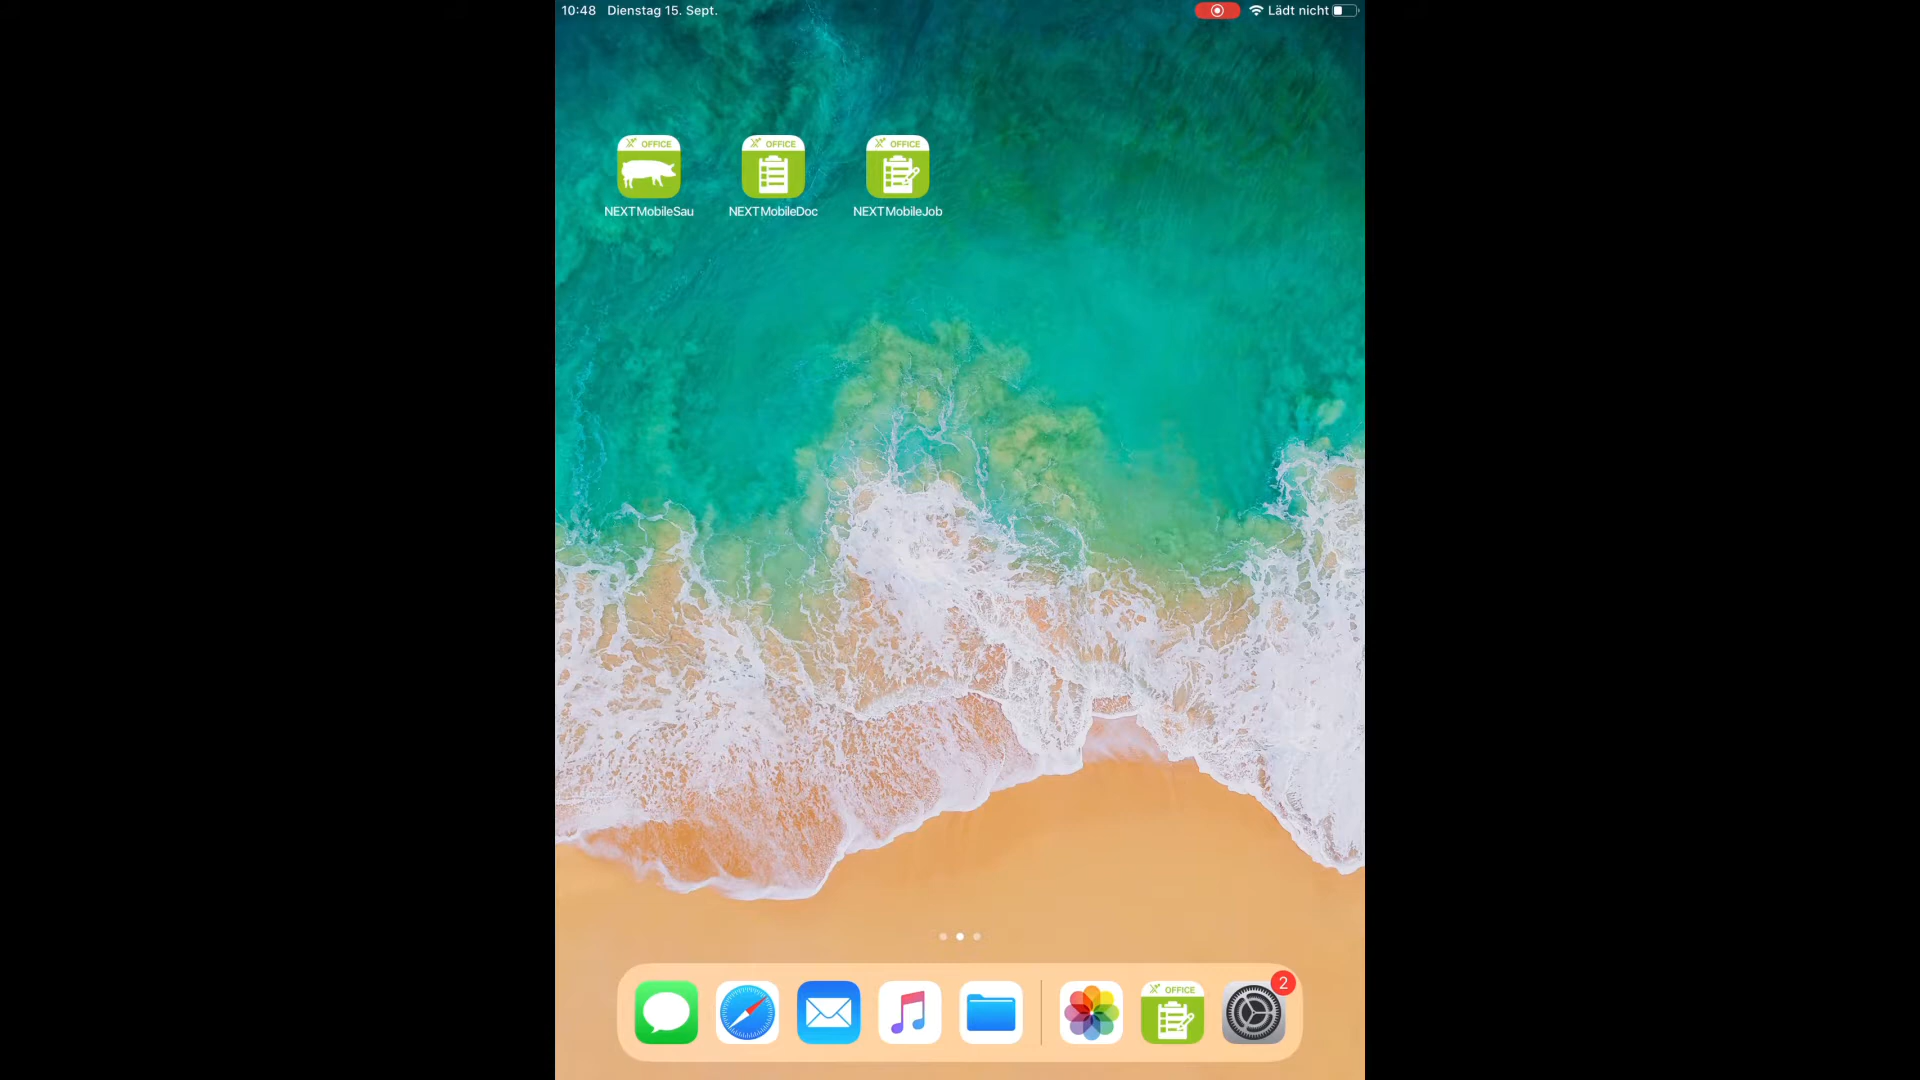 10:48 Dienstag 15. Sept. Lädt nicht
OFFICE OFFICE OFFICE
NEXTMobileSau NEXTMobileDoc NEXTMobileJob
OFFICE 2